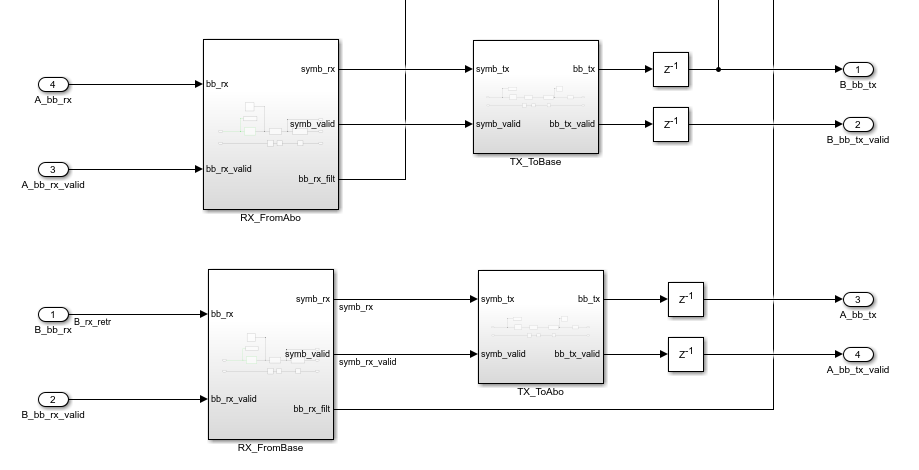 4
A_bb_rx
3
A_bb_rx_valid
bb_rx
bb_rx_valid
symb_rx
symb_valid
bb_rx_filt
RX_FromAbo
symb_tx
symb_valid
bb_tx
bb_tx_valid
TX_ToBase
z-1
z-1
1
B_bb_tx
2
B_bb_tx_valid
1
B_bb_rx
B_rx_retr
2
B_bb_rx_valid
bb_rx
bb_rx_valid
symb_rx
symb_valid
bb_rx_filt
RX_FromBase
symb_rx
symb_rx_valid
symb_tx
symb_valid
bb_tx
bb_tx_valid
TX_ToAbo
z-1
z-1
3
A_bb_tx
4
A_bb_tx_valid